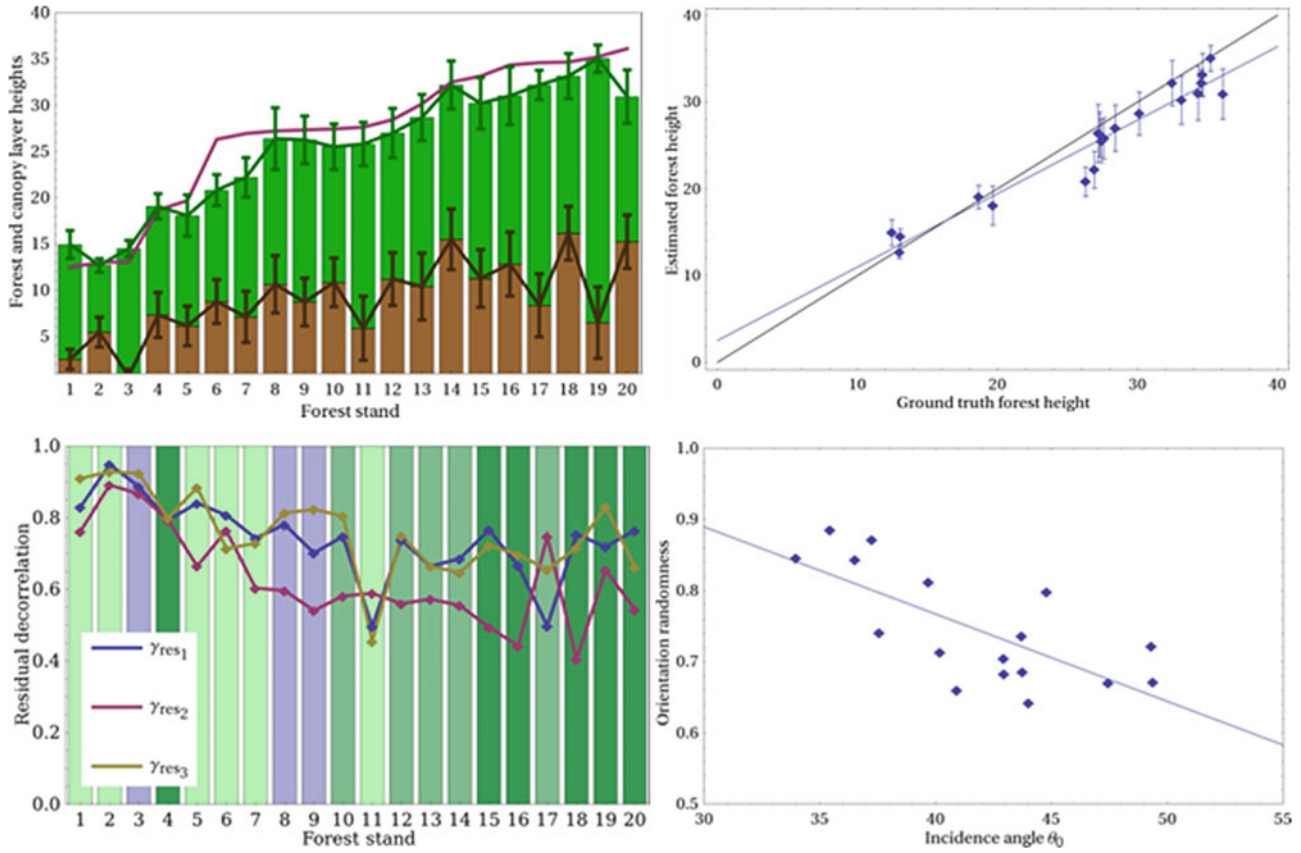 Forest and canopy layer heights
40
35
30
25
20
15
10
5
1 2 3 4 5 6 7 8 9 10 11 12 13 14 15 16 17 18 19 20
Forest stand
Estimated forest height
40
30
20
10
0
0 10 20 30 40
Ground truth forest height
Residual decorrelation
1.0
0.8
0.6
0.4
0.2
0.0
γres1
γres2
γres3
1 2 3 4 5 6 7 8 9 10 11 12 13 14 15 16 17 18 19 20
Forest stand
Orientation randomness
1.0
0.9
0.8
0.7
0.6
0.5
30 35 40 45 50 55
Incidence angle θ0